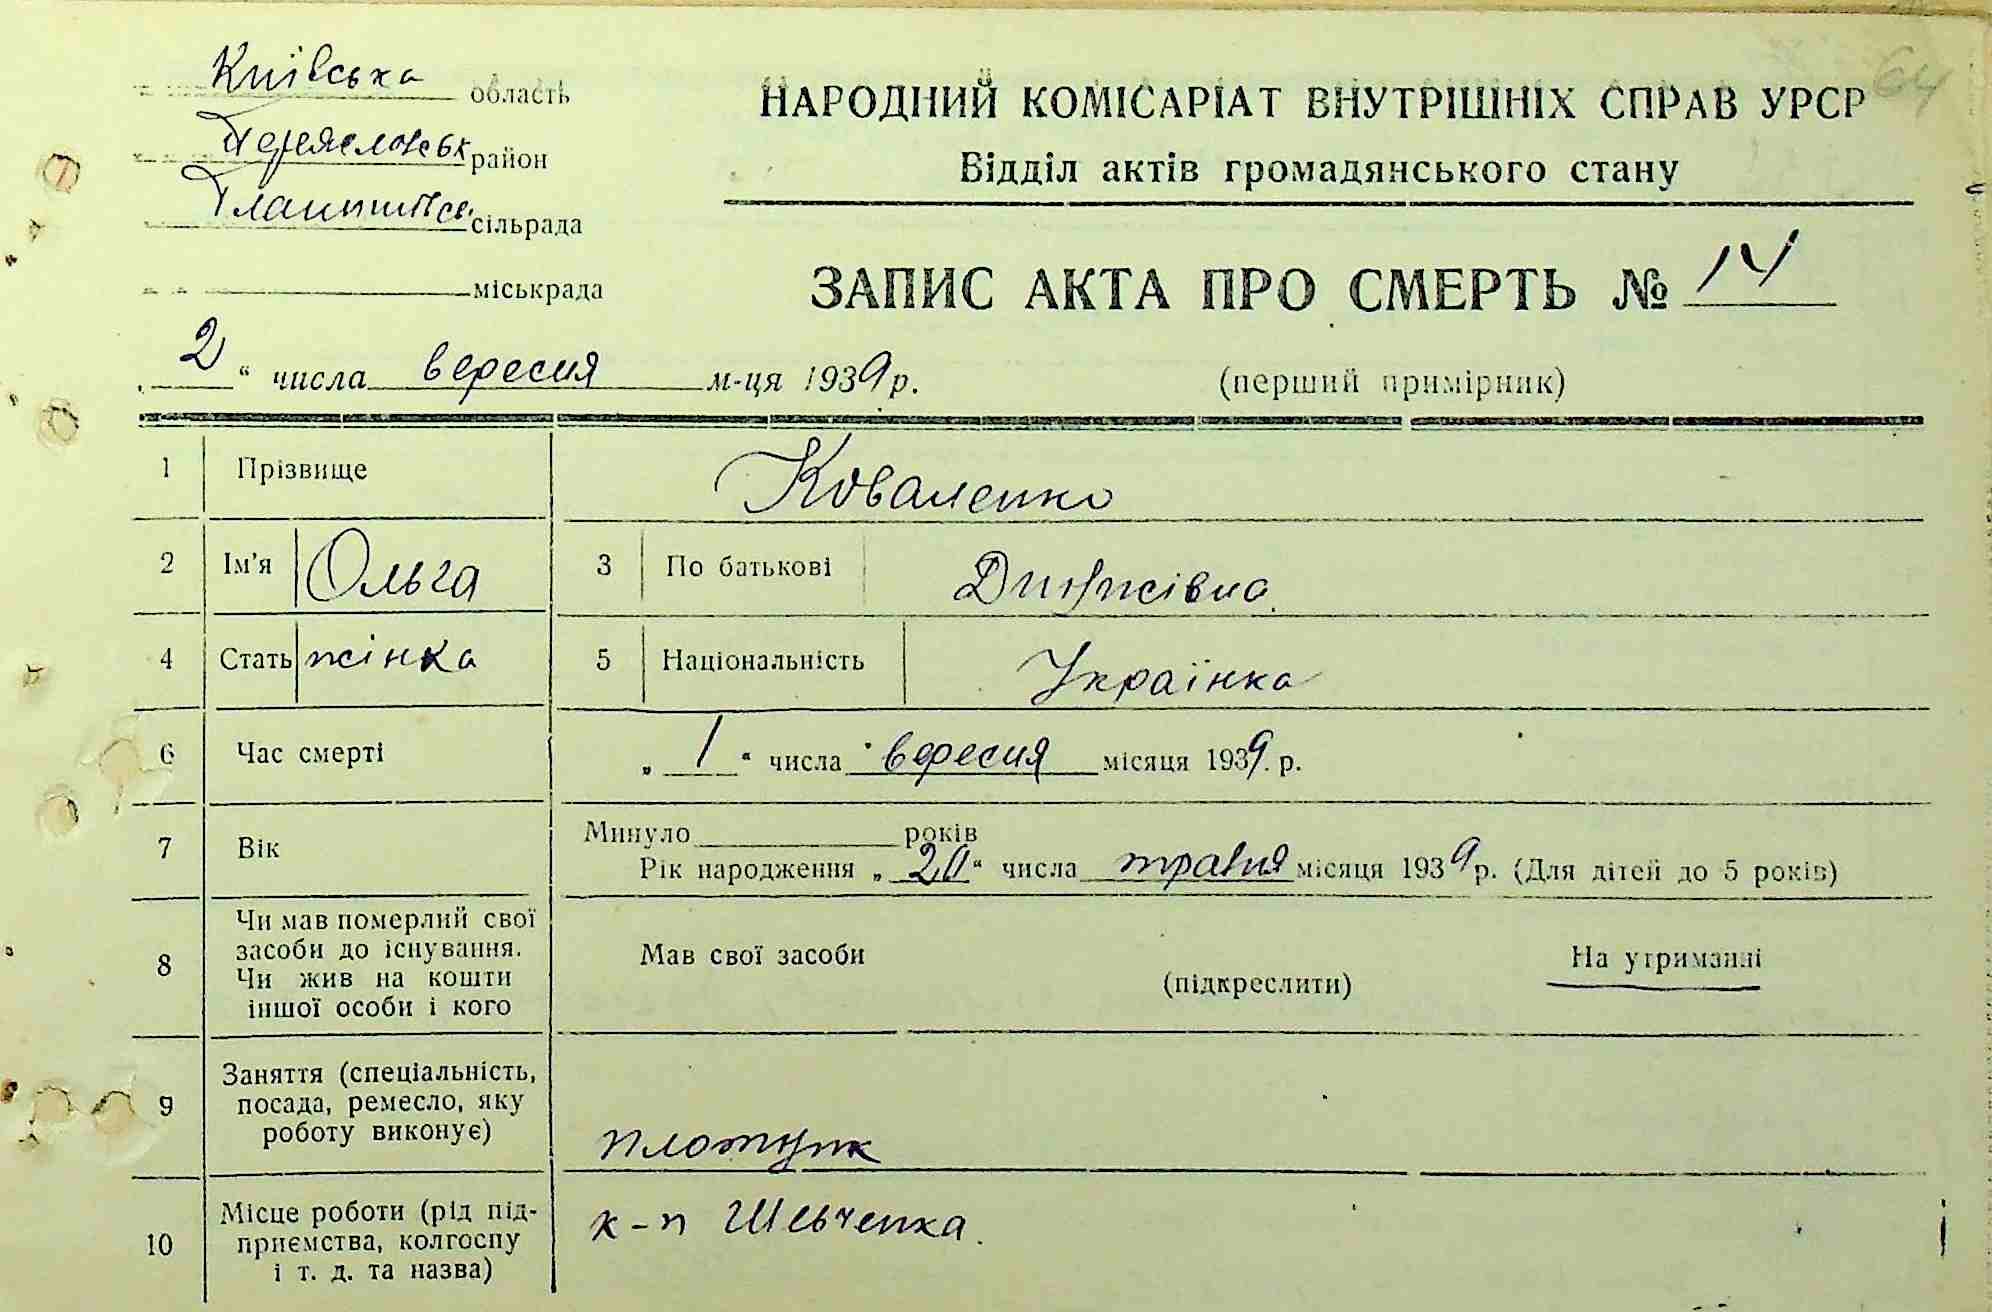 64
Київська область
Переяславськ район
сільрада
міськрада
НАРОДНИЙ КОМІСАРІАТ ВНУТРІШНІХ СПРАВ УРСР
Відділ актів громадянського стану
ЗАПИС АКТА ПРО СМЕРТЬ № 14
„2“ числа вересня м-ця 1939 р.
(перший примірник)
1 Прізвище Коваленко
2 Ім'я Ольга 3 По батькові
4 Стать жінка 5 Національність Українка
6 Час смерті „1“ числа вересня місяця 1939 р.
7 Вік Минуло років
Рік народження „20“ числа травня місяця 1939 р. (Для дітей до 5 років)
8 Чи мав померлий свої
засоби до існування.
Чи жив на кошти
іншої особи і кого
Мав свої засоби (підкреслити) На утриманні
9 Заняття (спеціальність,
посада, ремесло, яку
роботу виконує)
10 Місце роботи (рід під-
приємства, колгоспу
і т. д. та назва)
к-п Шевченка